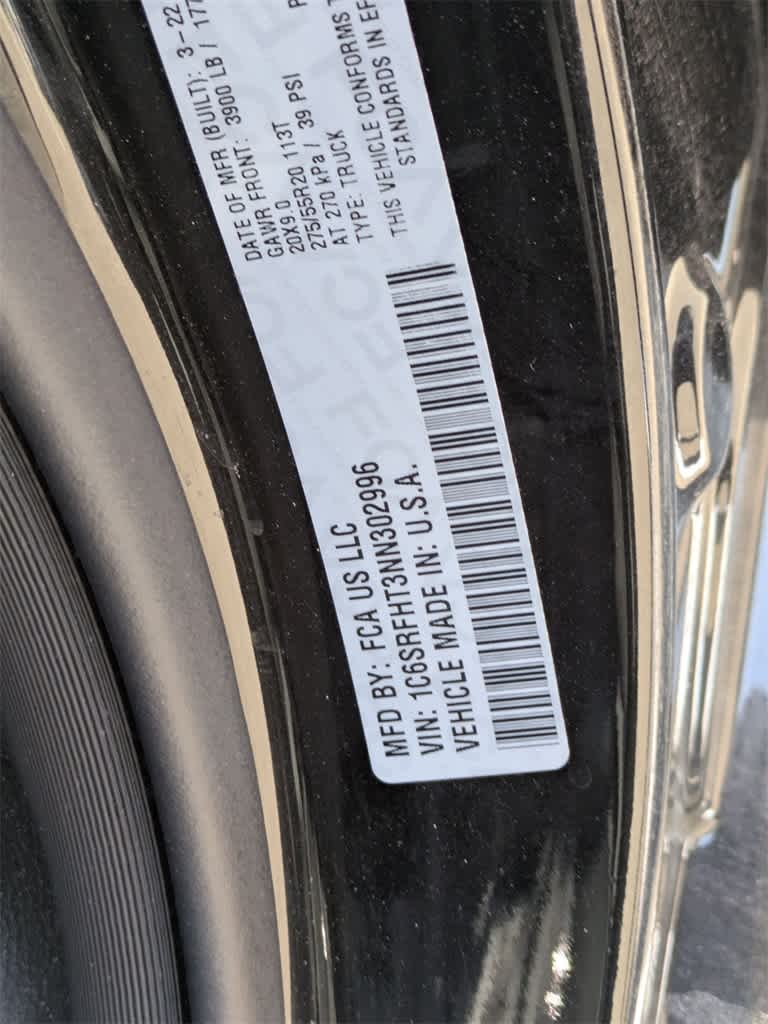 MFD BY: FCA US LLC
VIN: 1C6SRFHT3NN302996
VEHICLE MADE IN: U.S.A.
DATE OF MFR (BUILT): 3-22
GAWR FRONT: 3900 LB / 177
20X9.0
275/55R20 113T
AT 270 kPa / 39 PSI
TYPE: TRUCK
THIS VEHICLE CONFORMS
STANDARDS IN